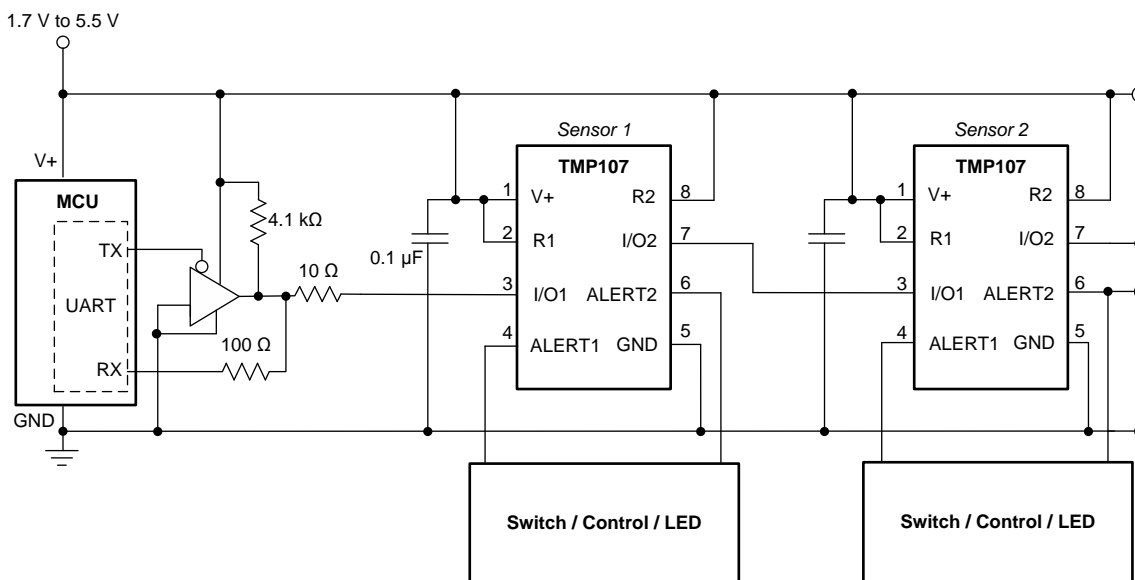 1.7 V to 5.5 V
V+
MCU
TX
UART
RX
GND
4.1 kΩ
10 Ω
100 Ω
0.1 µF
Sensor 1
TMP107
1
V+
R2
8
2
R1
I/O2
7
3
I/O1
ALERT2
6
4
ALERT1
GND
5
Switch / Control / LED
Sensor 2
TMP107
1
V+
R2
8
2
R1
I/O2
7
3
I/O1
ALERT2
6
4
ALERT1
GND
5
Switch / Control / LED